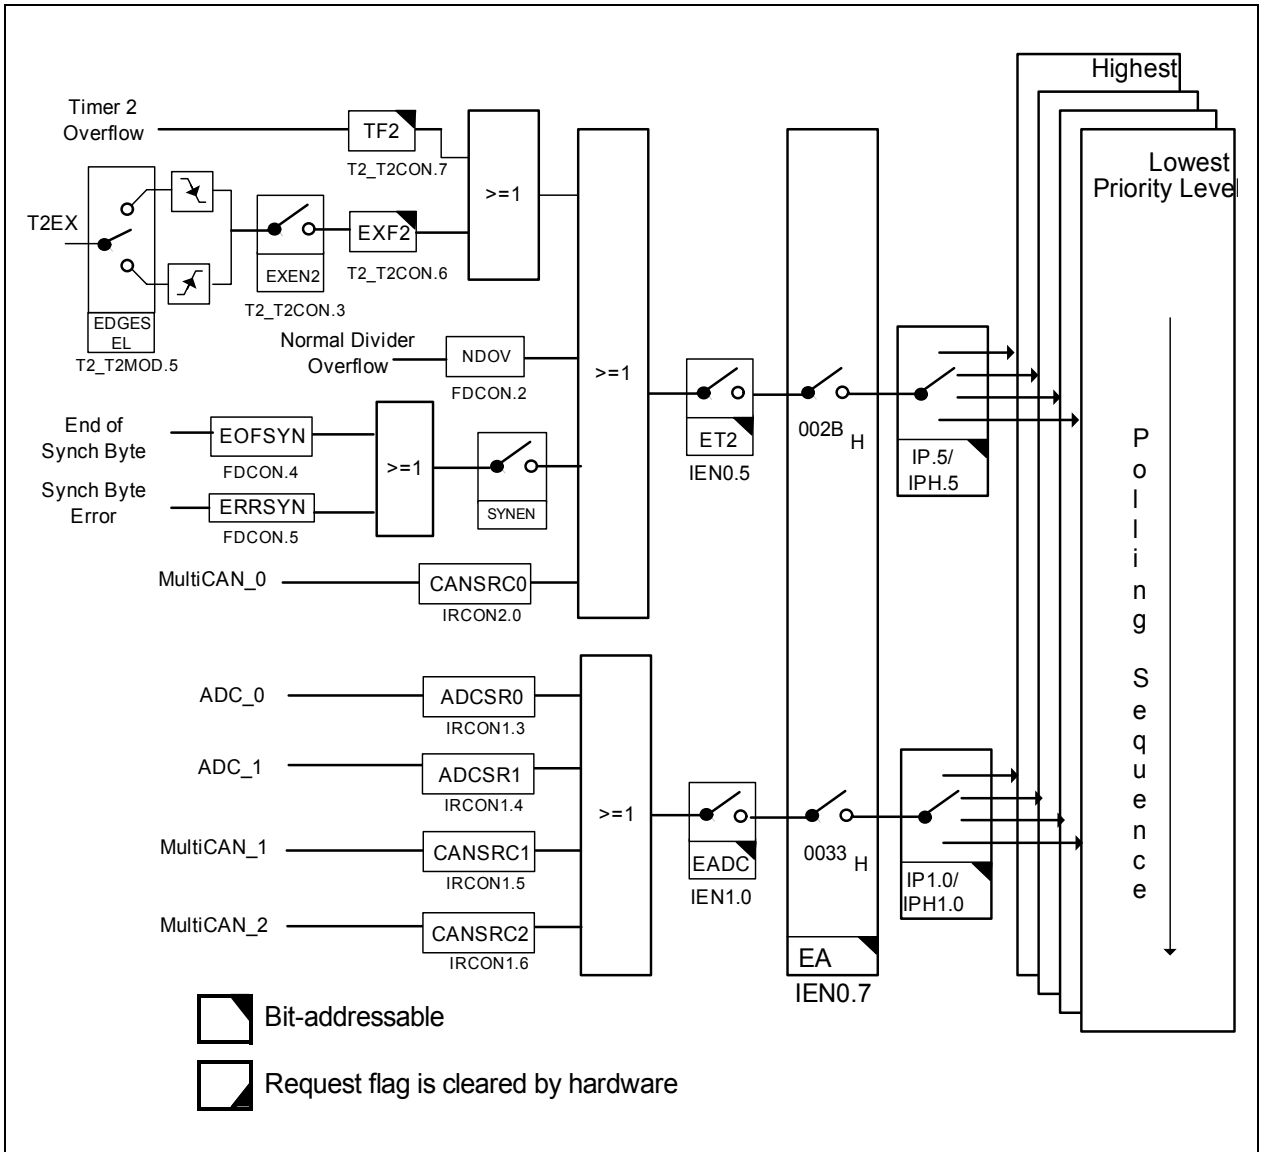 Highest
Timer 2
Overflow
TF2
T2_T2CON.7
>=1
Lowest
Priority Level
T2EX
EDGES
EL
T2_T2MOD.5
EXEN2
T2_T2CON.3
EXF2
T2_T2CON.6
Normal Divider
Overflow
NDOV
FDCON.2
>=1
ET2
IEN0.5
002B H
IP.5/
IPH.5
End of
Synch Byte
EOFSYN
FDCON.4
>=1
SYNEN
Synch Byte
Error
ERRSYN
FDCON.5
MultiCAN_0
CANSRC0
IRCON2.0
Polling Sequence
ADC_0
ADCSR0
IRCON1.3
ADC_1
ADCSR1
IRCON1.4
>=1
EADC
IEN1.0
0033 H
IP1.0/
IPH1.0
MultiCAN_1
CANSRC1
IRCON1.5
MultiCAN_2
CANSRC2
IRCON1.6
EA
IEN0.7
Bit-addressable
Request flag is cleared by hardware